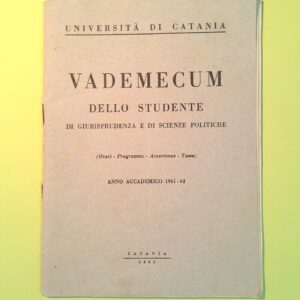 UNIVERSITÀ DI CATANIA
VADEMECUM
DELLO STUDENTE
DI GIURISPRUDENZA E DI SCIENZE POLITICHE
(Orari - Programmi - Avvertenze - Tasse)
ANNO ACCADEMICO 1961-62
CATANIA